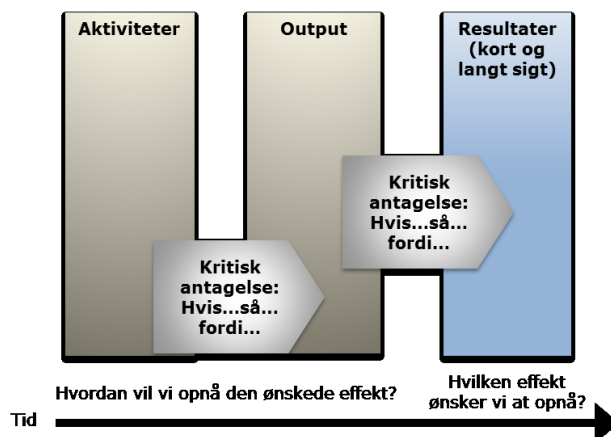 Aktiviteter
Output
Resultater
(kort og
langt sigt)
Kritisk
antagelse:
Hvis...så...
fordi...
Kritisk
antagelse:
Hvis...så...
fordi...
Hvordan vil vi opnå den ønskede effekt?
Hvilken effekt
ønsker vi at opnå?
Tid